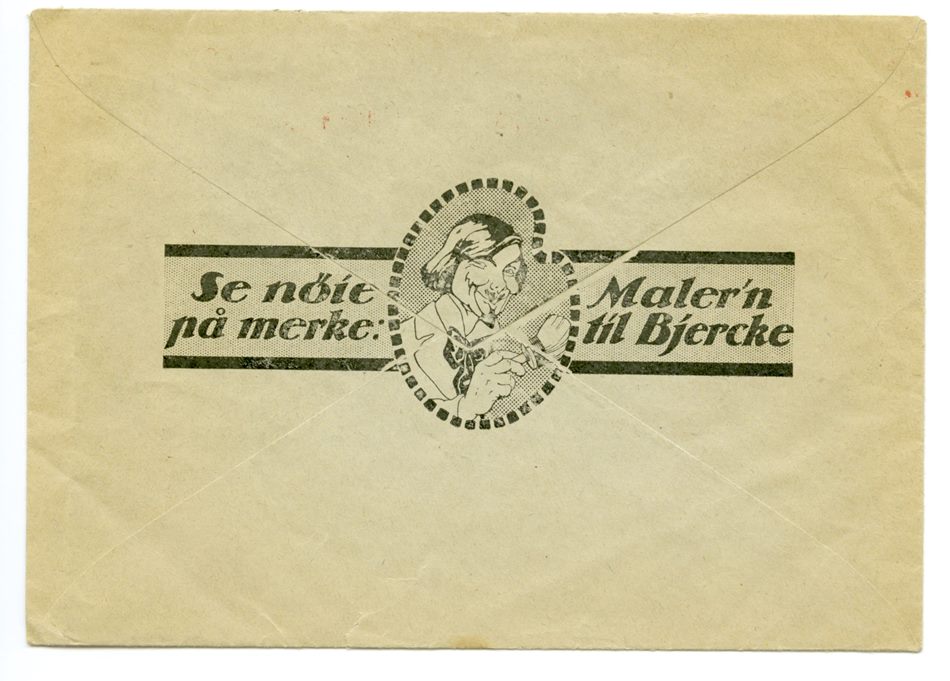 Se nöie
på merke:
Maler'n
til Bjercke